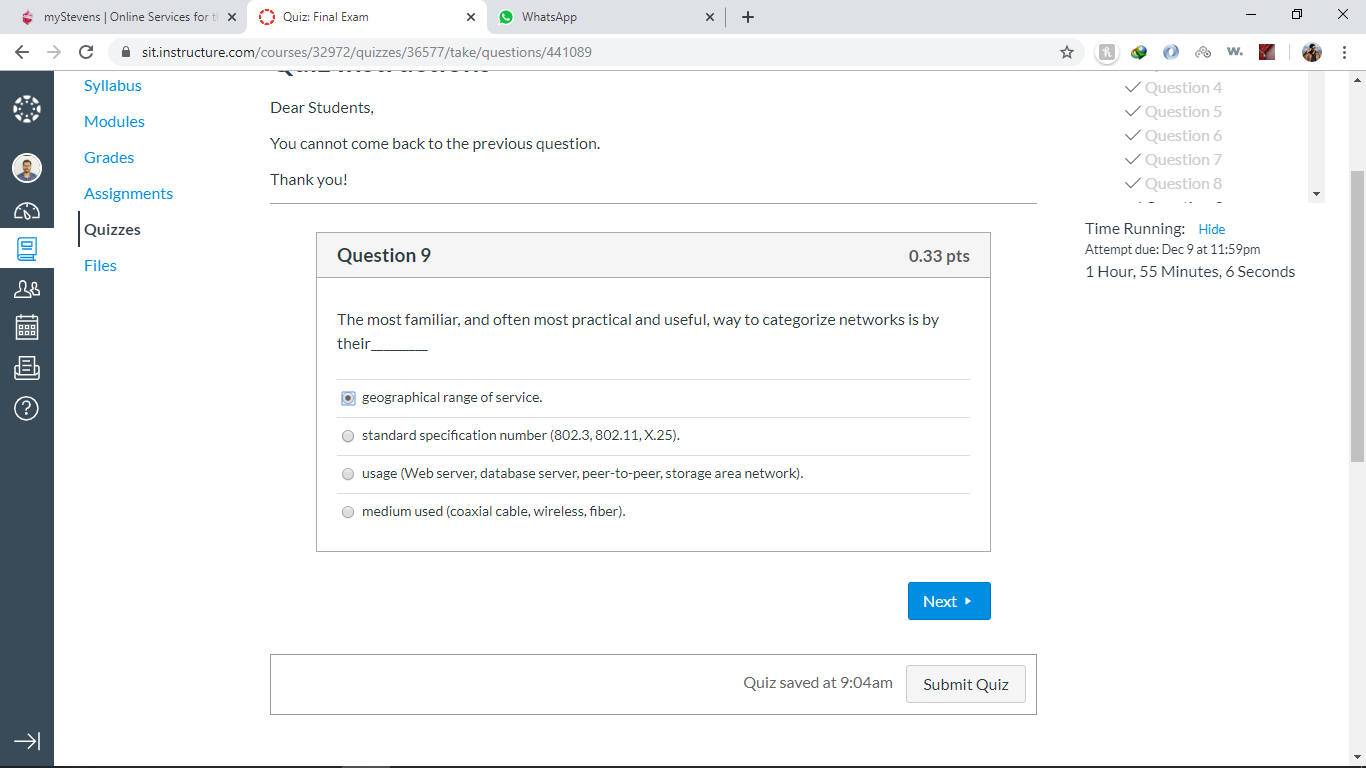 myStevens | Online Services for t
Quiz: Final Exam
WhatsApp
sit.instructure.com/courses/32972/quizzes/36577/take/questions/441089
Syllabus
Modules
Grades
Assignments
Quizzes
Files
Dear Students,
You cannot come back to the previous question.
Thank you!
Question 4
Question 5
Question 6
Question 7
Question 8
Time Running: Hide
Attempt due: Dec 9 at 11:59pm
1 Hour, 55 Minutes, 6 Seconds
Question 9
0.33 pts
The most familiar, and often most practical and useful, way to categorize networks is by
their_________
geographical range of service.
standard specification number (802.3, 802.11, X.25).
usage (Web server, database server, peer-to-peer, storage area network).
medium used (coaxial cable, wireless, fiber).
Next
Quiz saved at 9:04am
Submit Quiz